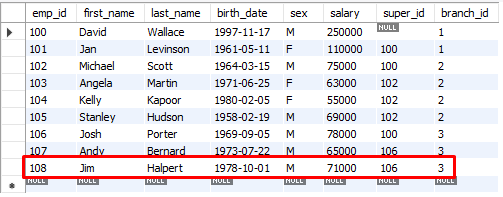 emp_id first_name last_name birth_date sex salary super_id branch_id
100 David Wallace 1997-11-17 M 250000 NULL 1
101 Jan Levinson 1961-05-11 F 110000 100 1
102 Michael Scott 1964-03-15 M 75000 100 2
103 Angela Martin 1971-06-25 F 63000 102 2
104 Kelly Kapoor 1980-02-05 F 55000 102 2
105 Stanley Hudson 1958-02-19 M 69000 102 2
106 Josh Porter 1969-09-05 M 78000 100 3
107 Andy Bernard 1973-07-22 M 65000 106 3
108 Jim Halpert 1978-10-01 M 71000 106 3
NULL NULL NULL NULL NULL NULL NULL NULL